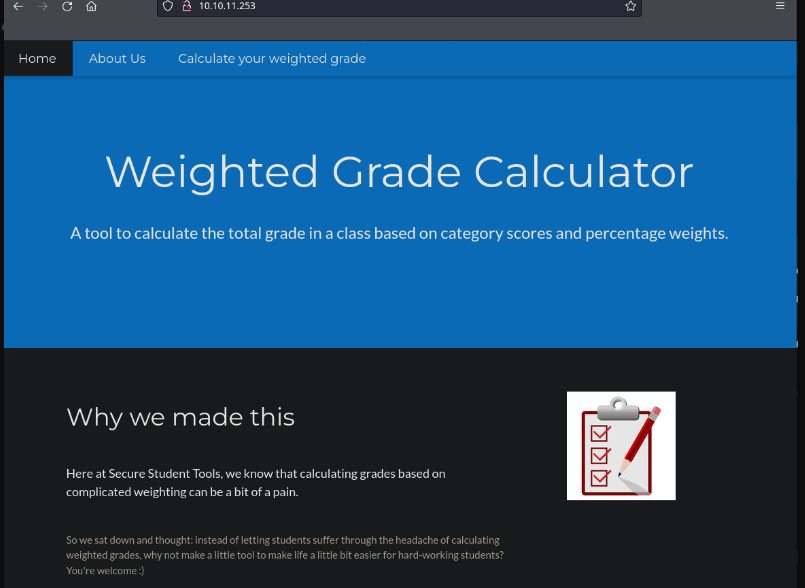 10.10.11.253
Home About Us Calculate your weighted grade
Weighted Grade Calculator
A tool to calculate the total grade in a class based on category scores and percentage weights.
Why we made this
Here at Secure Student Tools, we know that calculating grades based on
complicated weighting can be a bit of a pain.
So we sat down and thought: instead of letting students suffer through the headache of calculating
weighted grades, why not make a little tool to make life a little bit easier for hard-working students?
You're welcome :)